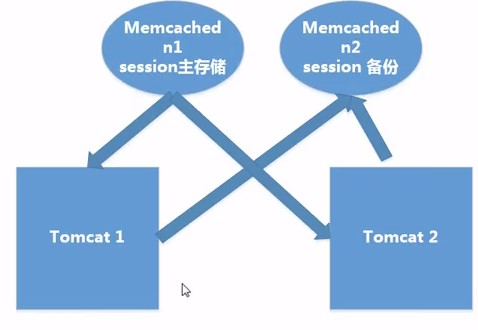 Memcached
n1
session主存储
Memcached
n2
session 备份
Tomcat 1
Tomcat 2